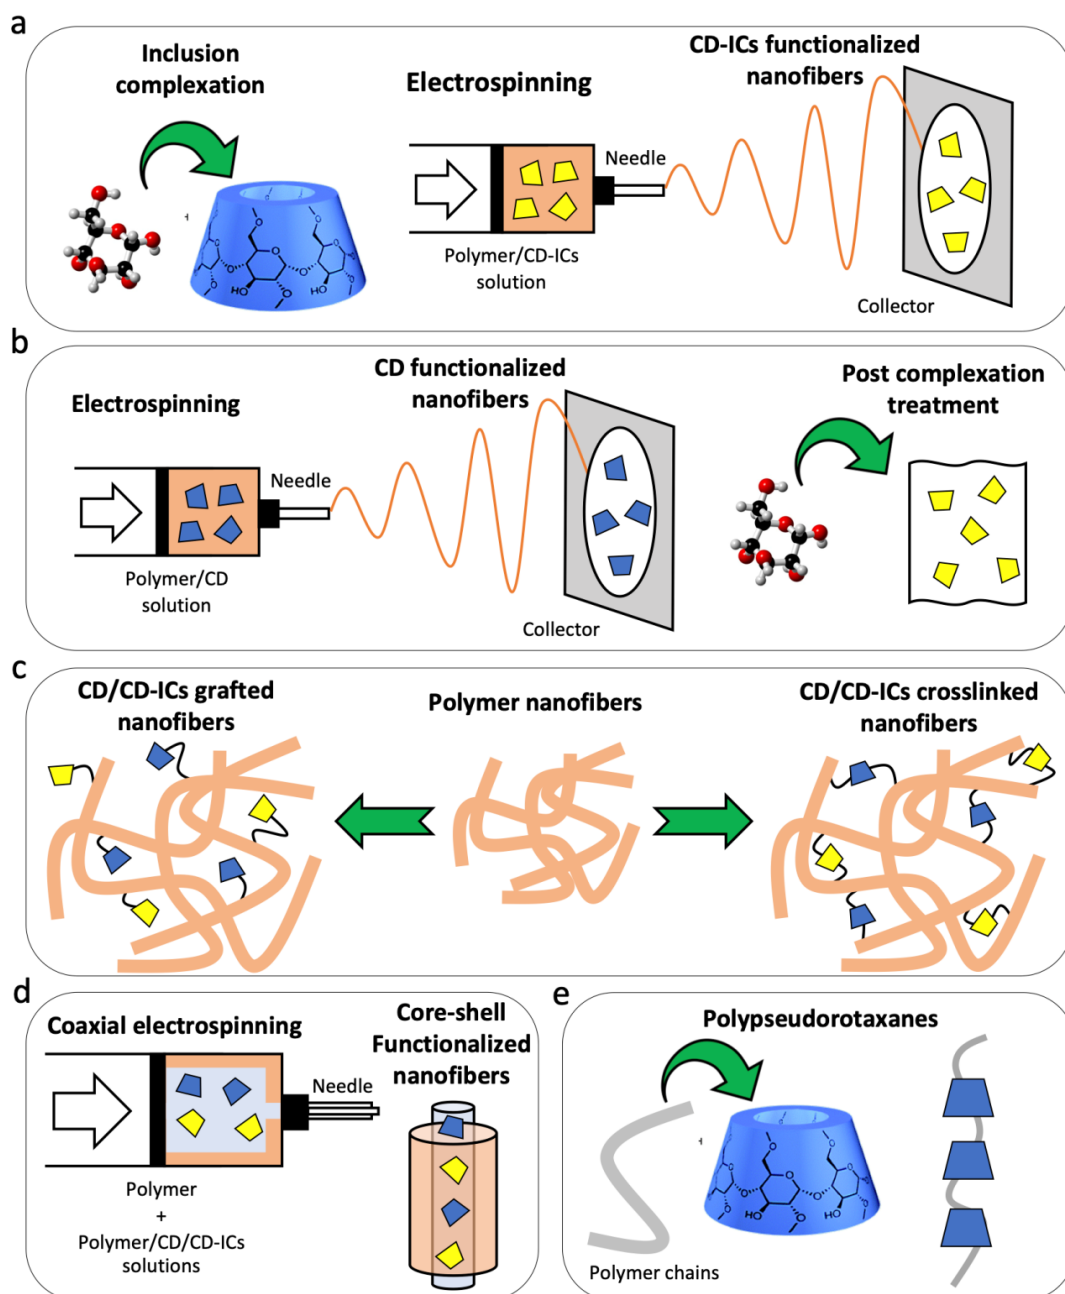 a
Inclusion
complexation
Electrospinning
CD-ICs functionalized
nanofibers
Needle
H
HO
O
O
O
O
O
Polymer/CD-ICs
solution
Collector
b
Electrospinning
CD functionalized
nanofibers
Post complexation
treatment
Needle
Polymer/CD
solution
Collector
c
CD/CD-ICs grafted
nanofibers
Polymer nanofibers
CD/CD-ICs crosslinked
nanofibers
d
Coaxial electrospinning
Needle
Core-shell
Functionalized
nanofibers
Polymer
+
Polymer/CD/CD-ICs
solutions
e
Polypseudorotaxanes
H
HO
O
O
O
O
O
Polymer chains